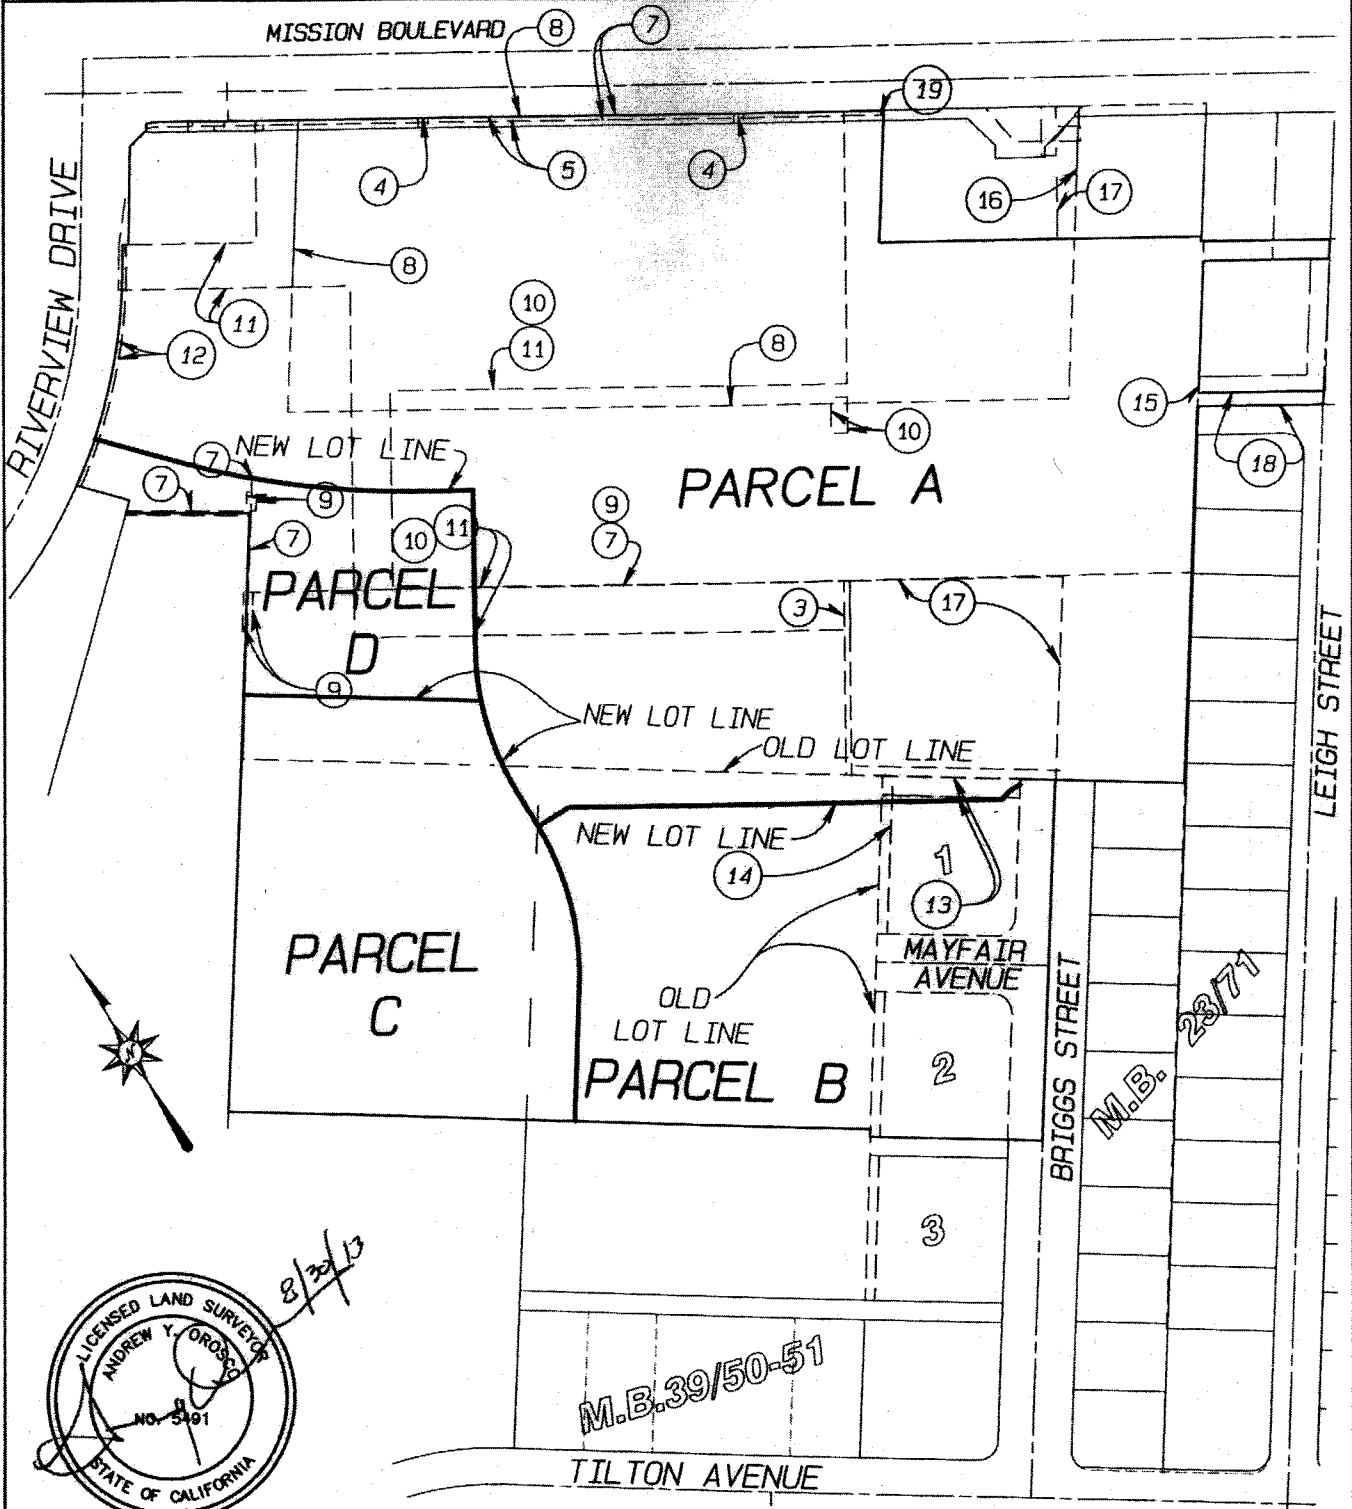 MISSION BOULEVARD
8
7
19
4
5
4
16
17
RIVERVIEW DRIVE
8
11
12
10
11
8
15
10
18
7
NEW LOT LINE
7
9
PARCEL A
9
7
7
10
11
PARCEL
D
3
17
9
NEW LOT LINE
OLD LOT LINE
LEIGH STREET
NEW LOT LINE
14
1
13
PARCEL
C
MAYFAIR
AVENUE
OLD
LOT LINE
PARCEL B
2
BRIGGS STREET
M.B. 23/71
N
3
8/30/13
LICENSED LAND SURVEYOR
ANDREW Y. OROSCO
NO. 5491
STATE OF CALIFORNIA
M.B.39/50-51
TILTON AVENUE